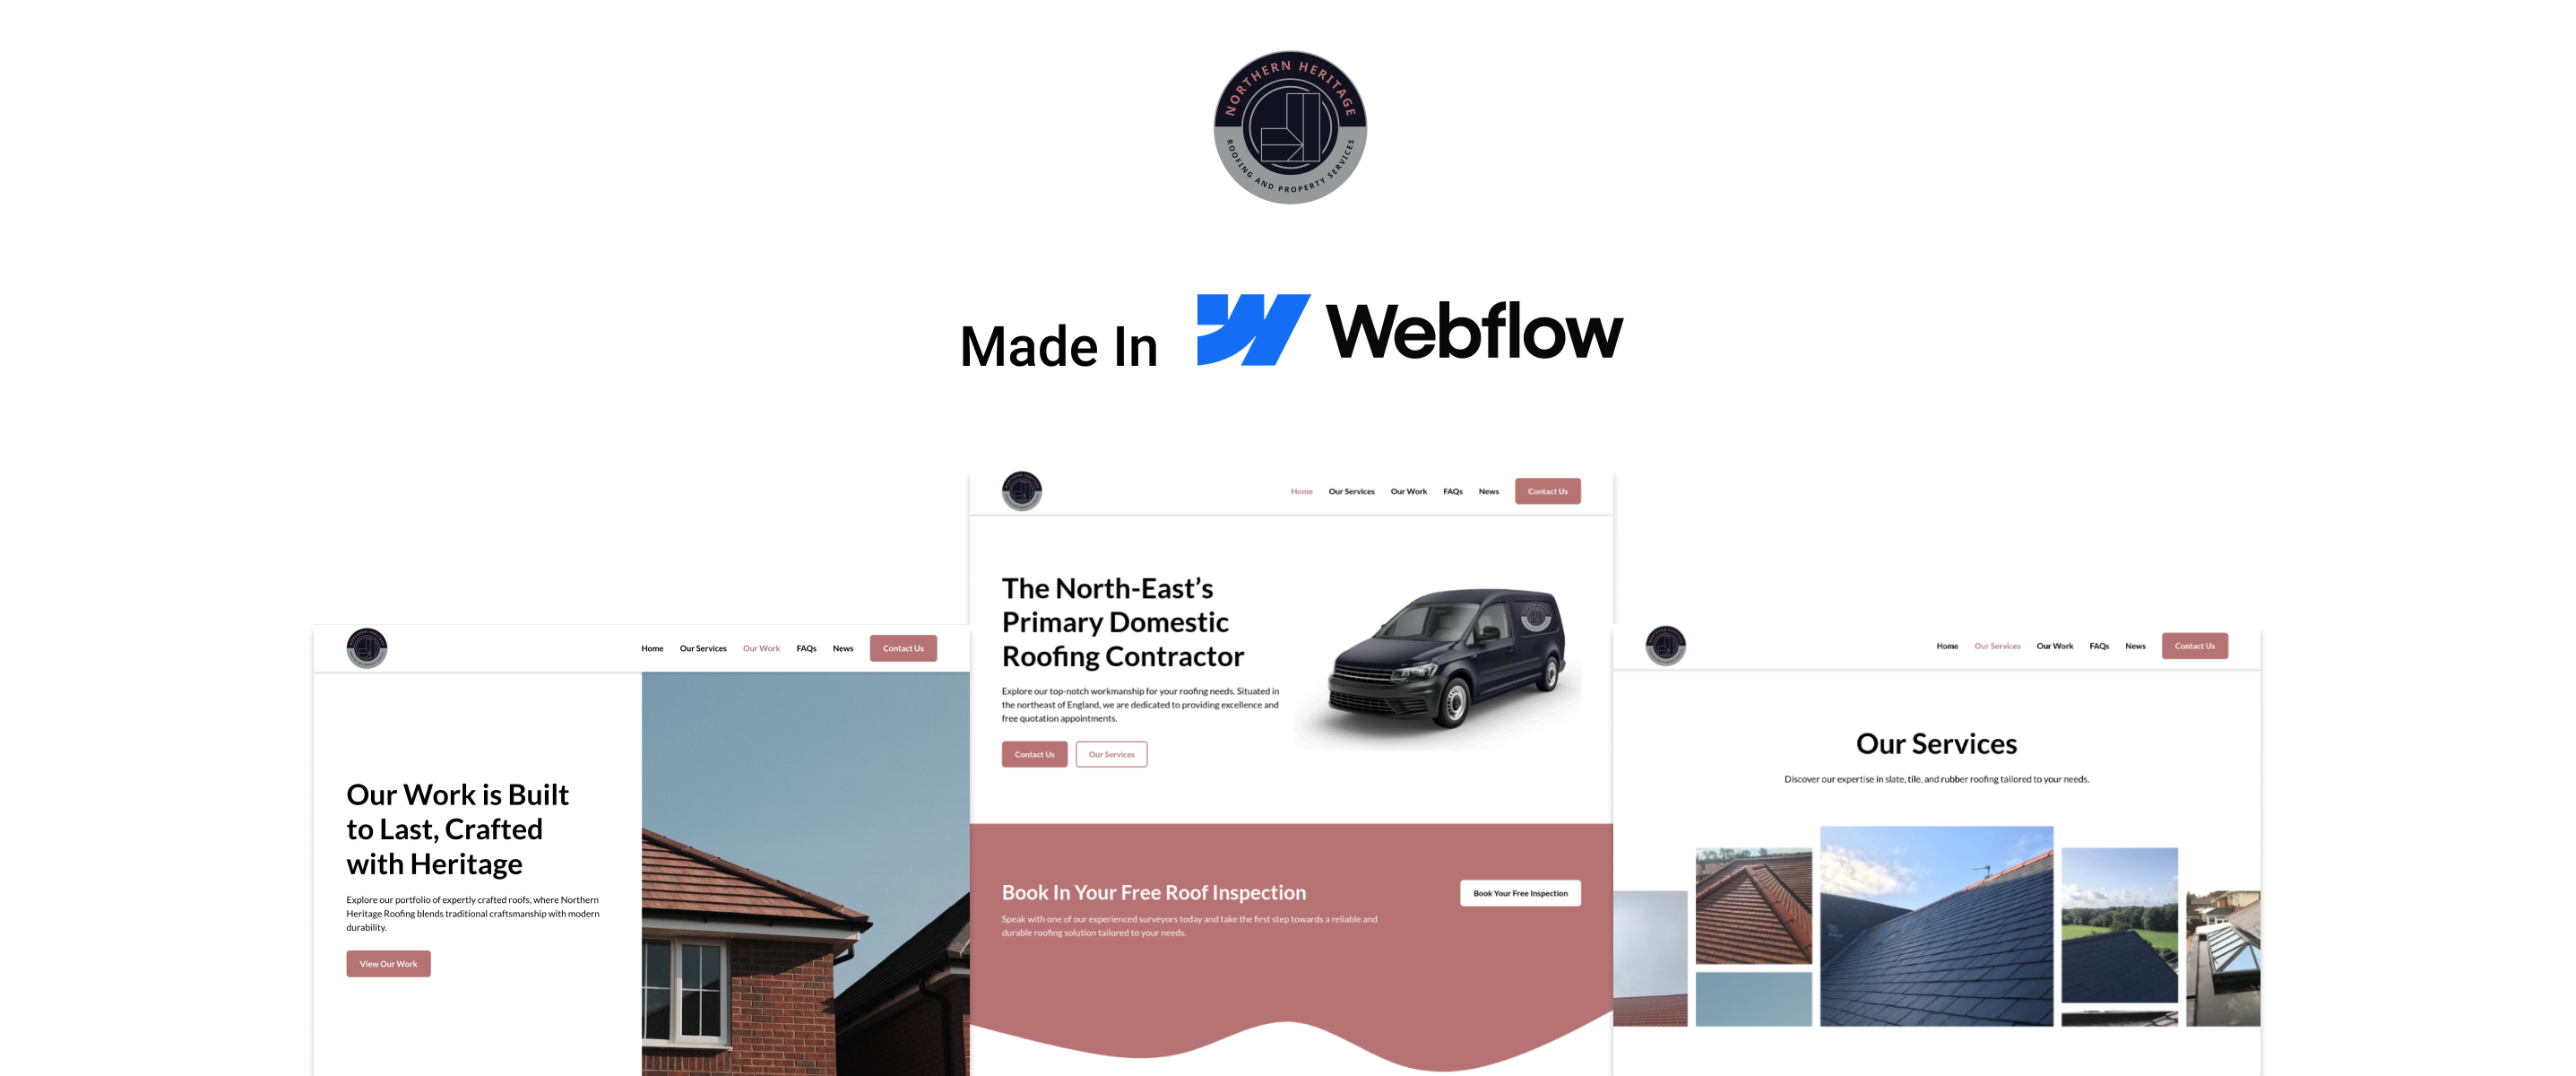 NORTHERN HERITAGE
ROOFING AND PROPERTY SERVICES
Made In Webflow
Home Our Services Our Work FAQs News Contact Us
Our Work is Built
to Last, Crafted
with Heritage
Explore our portfolio of expertly crafted roofs, where Northern
Heritage Roofing blends traditional craftsmanship with modern
durability.
View Our Work
Home Our Services Our Work FAQs News Contact Us
The North-East’s
Primary Domestic
Roofing Contractor
Explore our top-notch workmanship for your roofing needs. Situated in
the northeast of England, we are dedicated to providing excellence and
free quotation appointments.
Contact Us Our Services
Book In Your Free Roof Inspection
Speak with one of our experienced surveyors today and take the first step towards a reliable and
durable roofing solution tailored to your needs.
Book Your Free Inspection
Home Our Services Our Work FAQs News Contact Us
Our Services
Discover our expertise in slate, tile, and rubber roofing tailored to your needs.